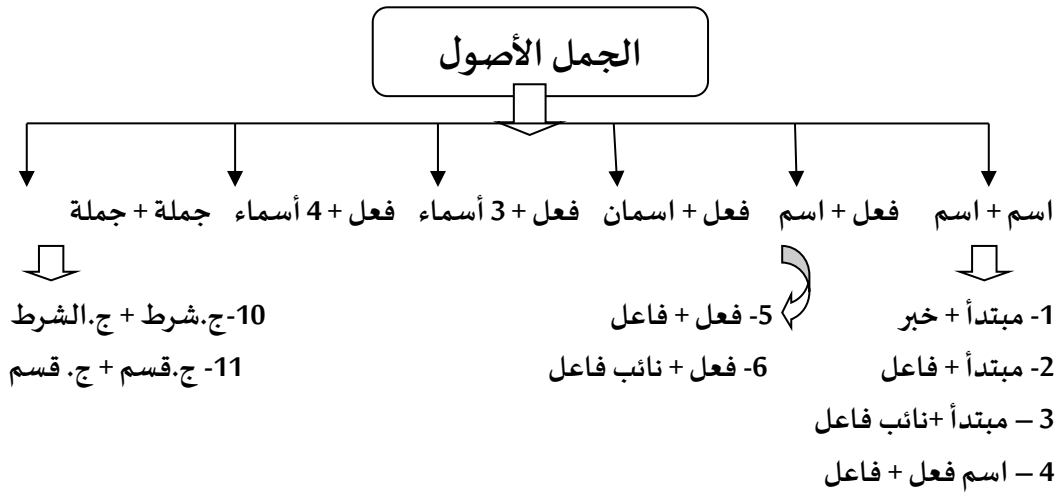 الجمل الأصول
اسم + اسم
فعل + اسم
فعل + اسمان
فعل + 3 أسماء
فعل + 4 أسماء
جملة + جملة
1- مبتدأ + خبر
2- مبتدأ + فاعل
3 – مبتدأ +نائب فاعل
4 – اسم فعل + فاعل
5- فعل + فاعل
6- فعل + نائب فاعل
10-ج.شرط + ج.الشرط
11- ج.قسم + ج. قسم